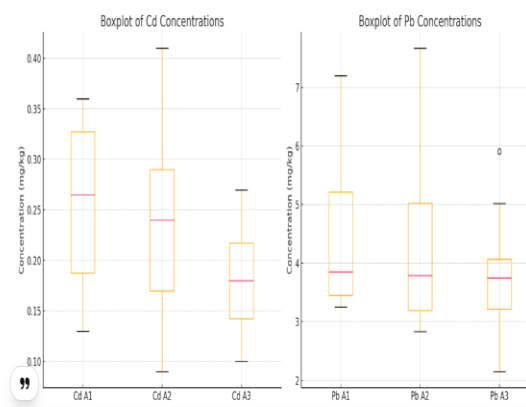 Boxplot of Cd Concentrations
Concentration (mg/kg)
0.40
0.35
0.30
0.25
0.20
0.15
0.10
Cd A1
Cd A2
Cd A3
Boxplot of Pb Concentrations
Concentration (mg/kg)
7
6
5
4
3
2
Pb A1
Pb A2
Pb A3